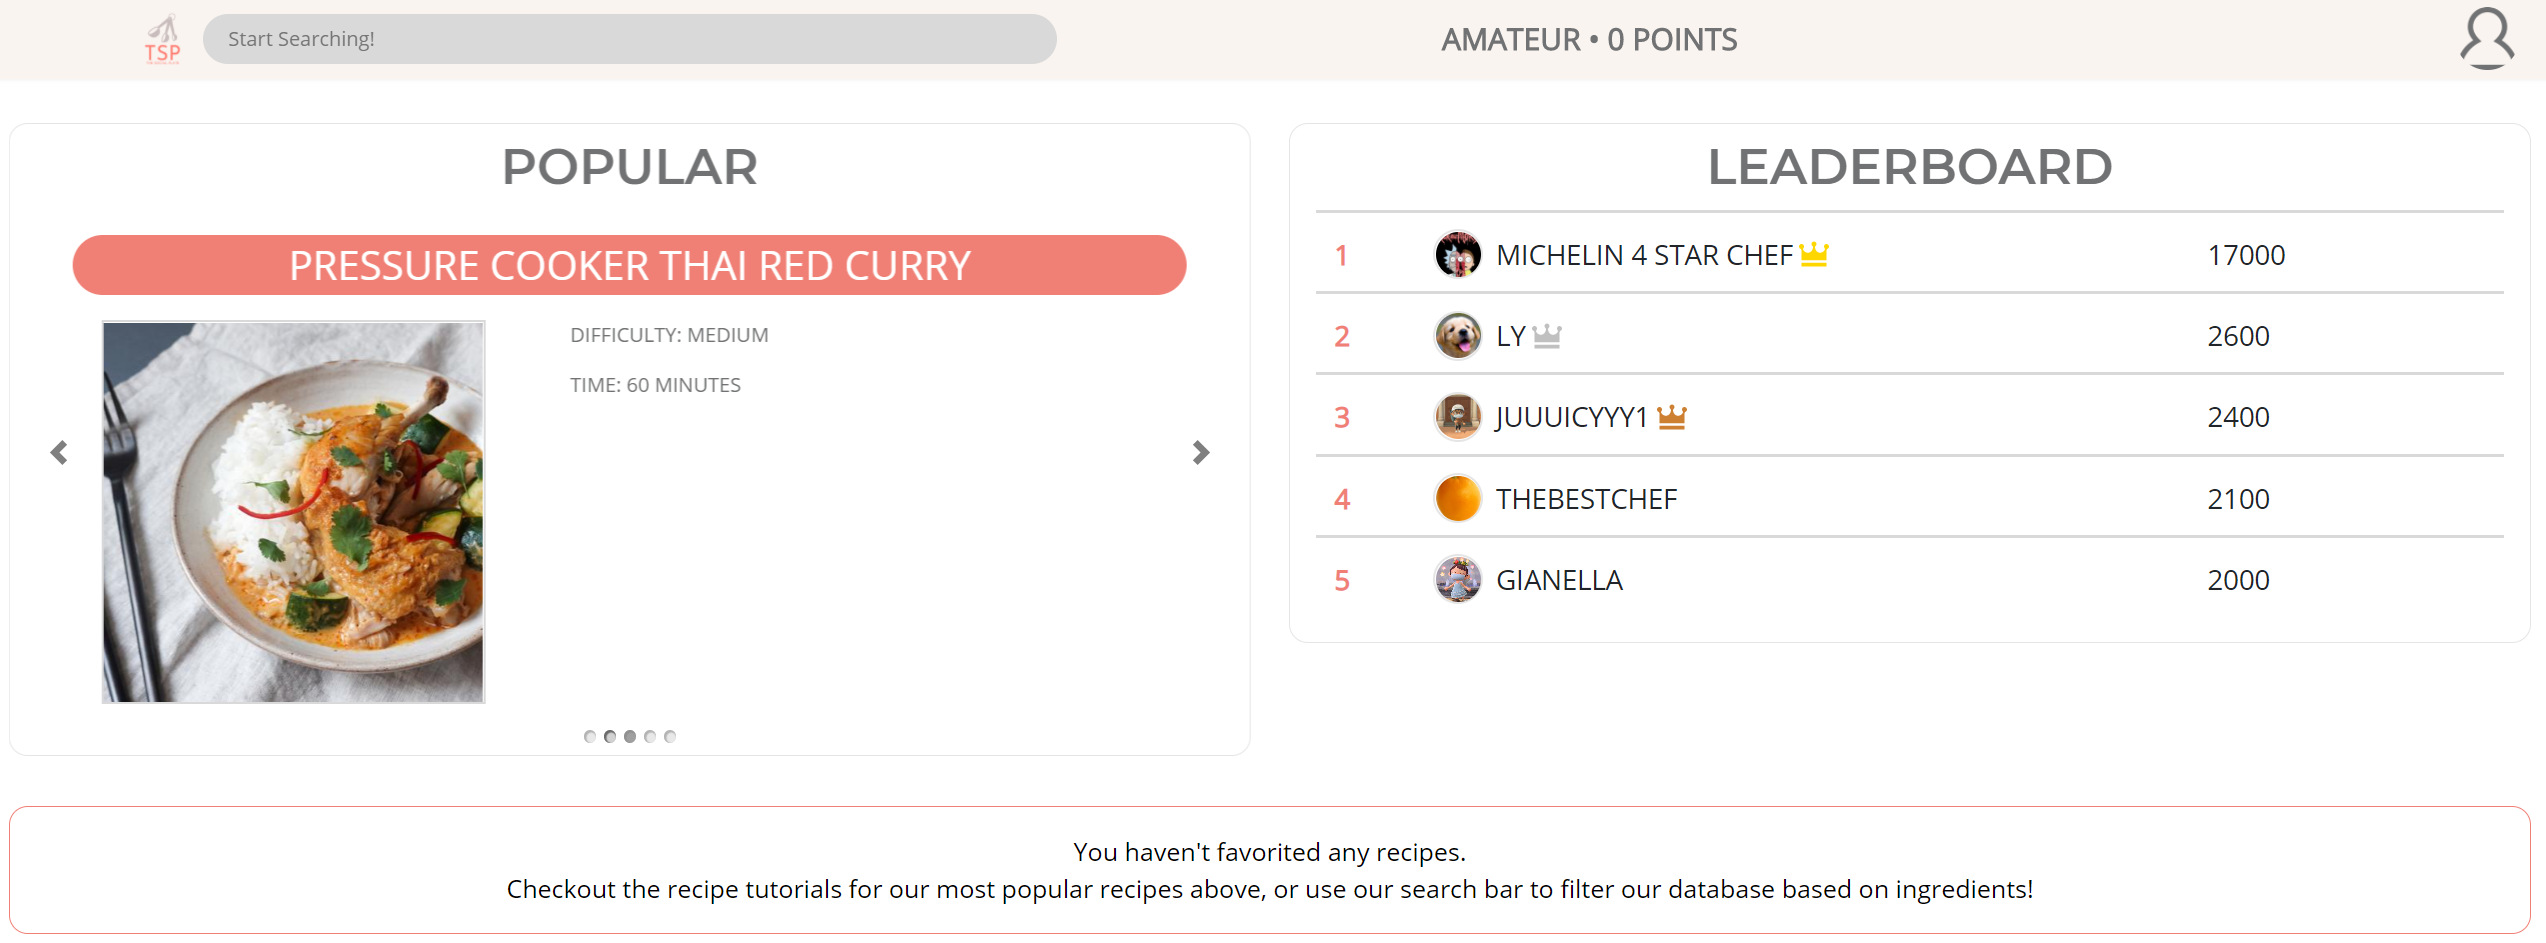 TSP
Start Searching!
AMATEUR • 0 POINTS
POPULAR
PRESSURE COOKER THAI RED CURRY
DIFFICULTY: MEDIUM
TIME: 60 MINUTES
LEADERBOARD
1 MICHELIN 4 STAR CHEF 17000
2 LY 2600
3 JUUUICYYY1 2400
4 THEBESTCHEF 2100
5 GIANELLA 2000
You haven't favorited any recipes.
Checkout the recipe tutorials for our most popular recipes above, or use our search bar to filter our database based on ingredients!